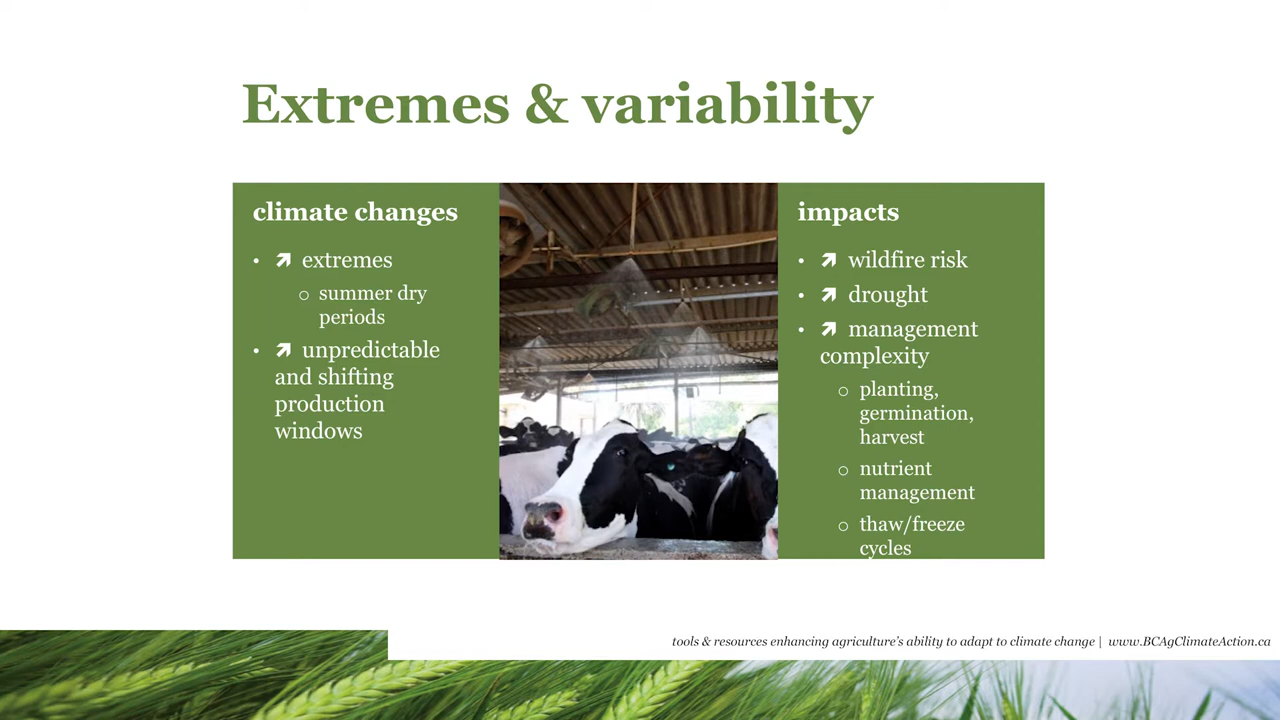 Extremes & variability
climate changes
• ↗ extremes
o summer dry
periods
• ↗ unpredictable
and shifting
production
windows
impacts
• ↗ wildfire risk
• ↗ drought
• ↗ management
complexity
o planting,
germination,
harvest
o nutrient
management
o thaw/freeze
cycles
tools & resources enhancing agriculture's ability to adapt to climate change | www.BCAgClimateAction.ca